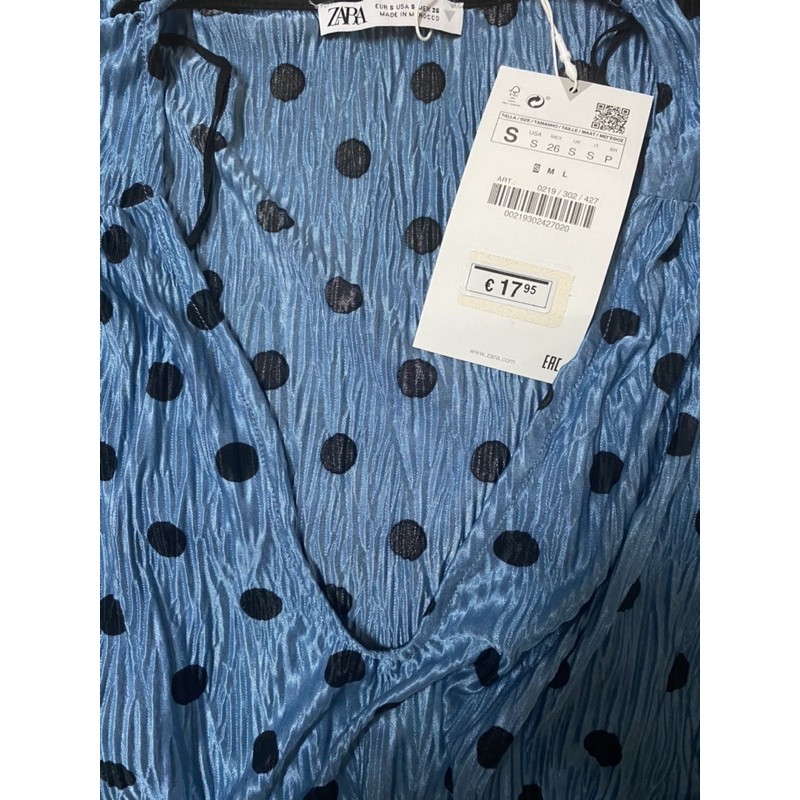 ZARA
EUR S USA S MEX 26
MADE IN MOROCCO
TALLA / SIZE / TAMANHO / TAILLE / MAAT / МЕГЕӨОЕ
USA MEX UK IT BR
S S 26 S S P
S M L
ART.: 0219 / 302 / 427
00219302427020
€ 17 95
www.zara.com
EAC